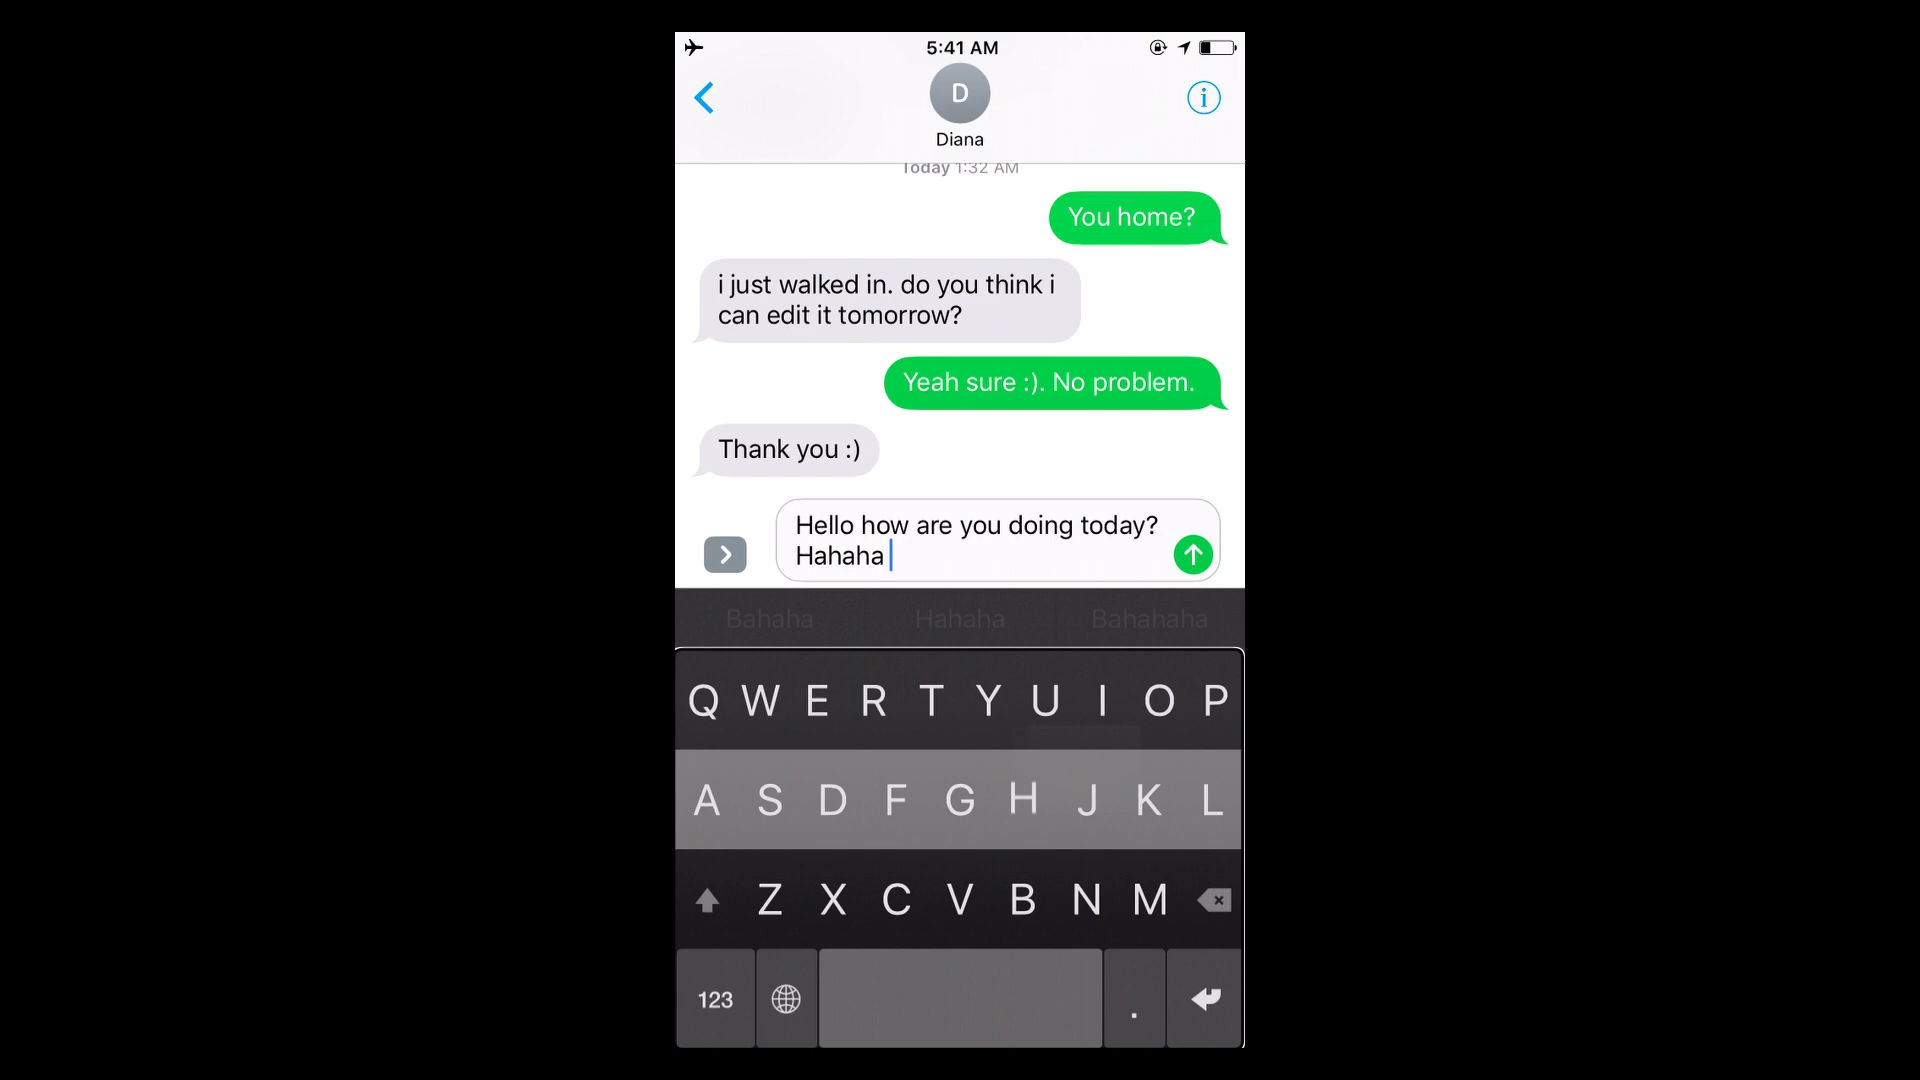 5:41 AM
D
Diana
Today 1:32 AM
You home?
i just walked in. do you think i
can edit it tomorrow?
Yeah sure :). No problem.
Thank you :)
Hello how are you doing today?
Hahaha
Bahaha Hahaha Bahahaha
Q W E R T Y U I O P
A S D F G H J K L
Z X C V B N M
123 .